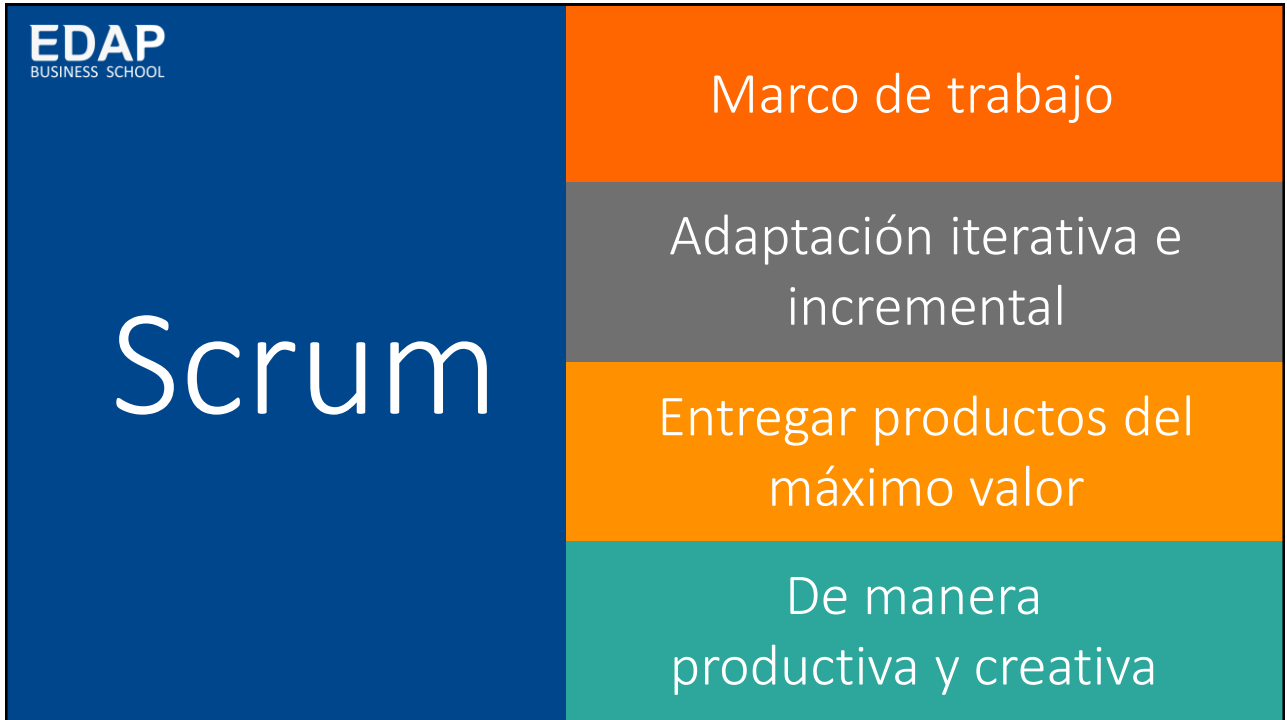 EDAP
BUSINESS SCHOOL
Scrum
Marco de trabajo
Adaptación iterativa e
incremental
Entregar productos del
máximo valor
De manera
productiva y creativa